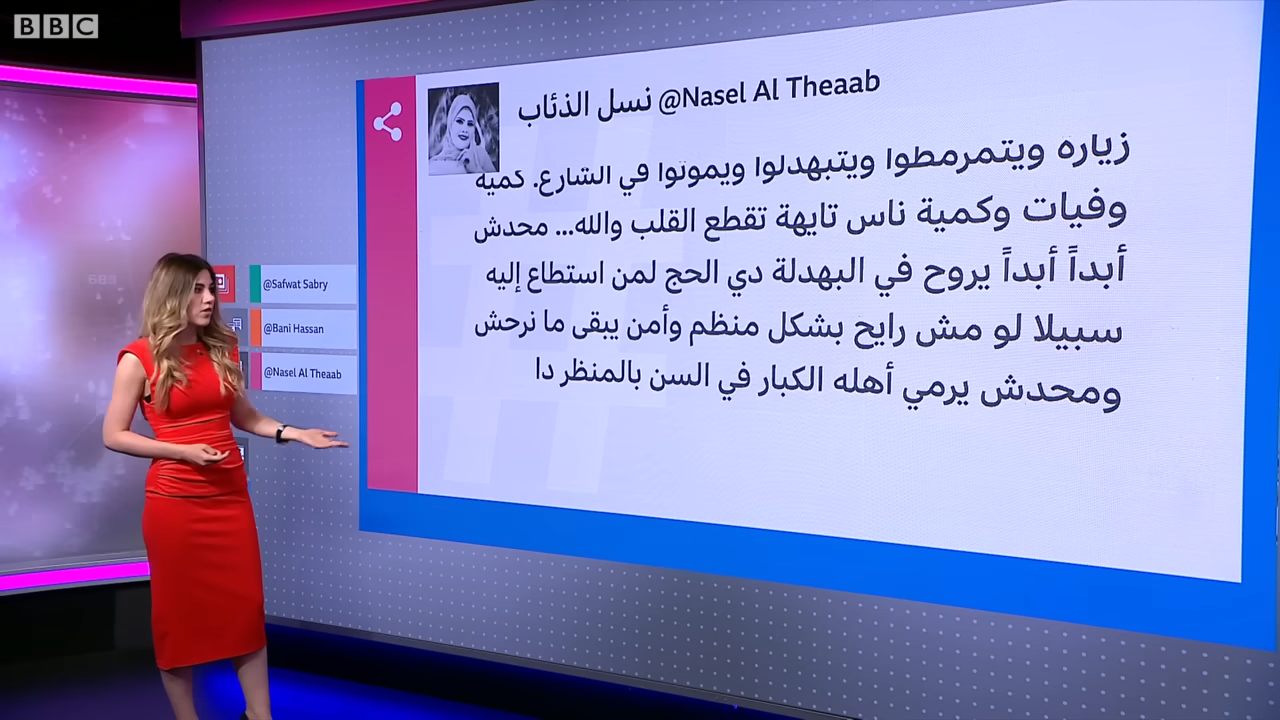 BBC
نسل الذئاب @Nasel Al Theaab
زياره ويتمرمطوا ويتبهدلوا ويموتوا في الشارع. كمية
وفيات وكمية ناس تايهة تقطع القلب والله... محدش
أبداً أبداً يروح في البهدلة دي الحج لمن استطاع إليه
سبيلا لو مش رايح بشكل منظم وأمن يبقى ما نرحش
ومحدش يرمي أهله الكبار في السن بالمنظر دا
@Safwat Sabry
@Bani Hassan
@Nasel Al Theaab